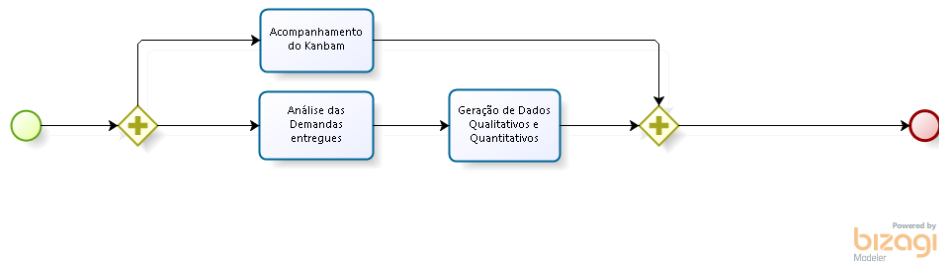 Acompanhamento
do Kanbam
Análise das
Demandas
entregues
Geração de Dados
Qualitativos e
Quantitativos
Powered by
bizagi
Modeler